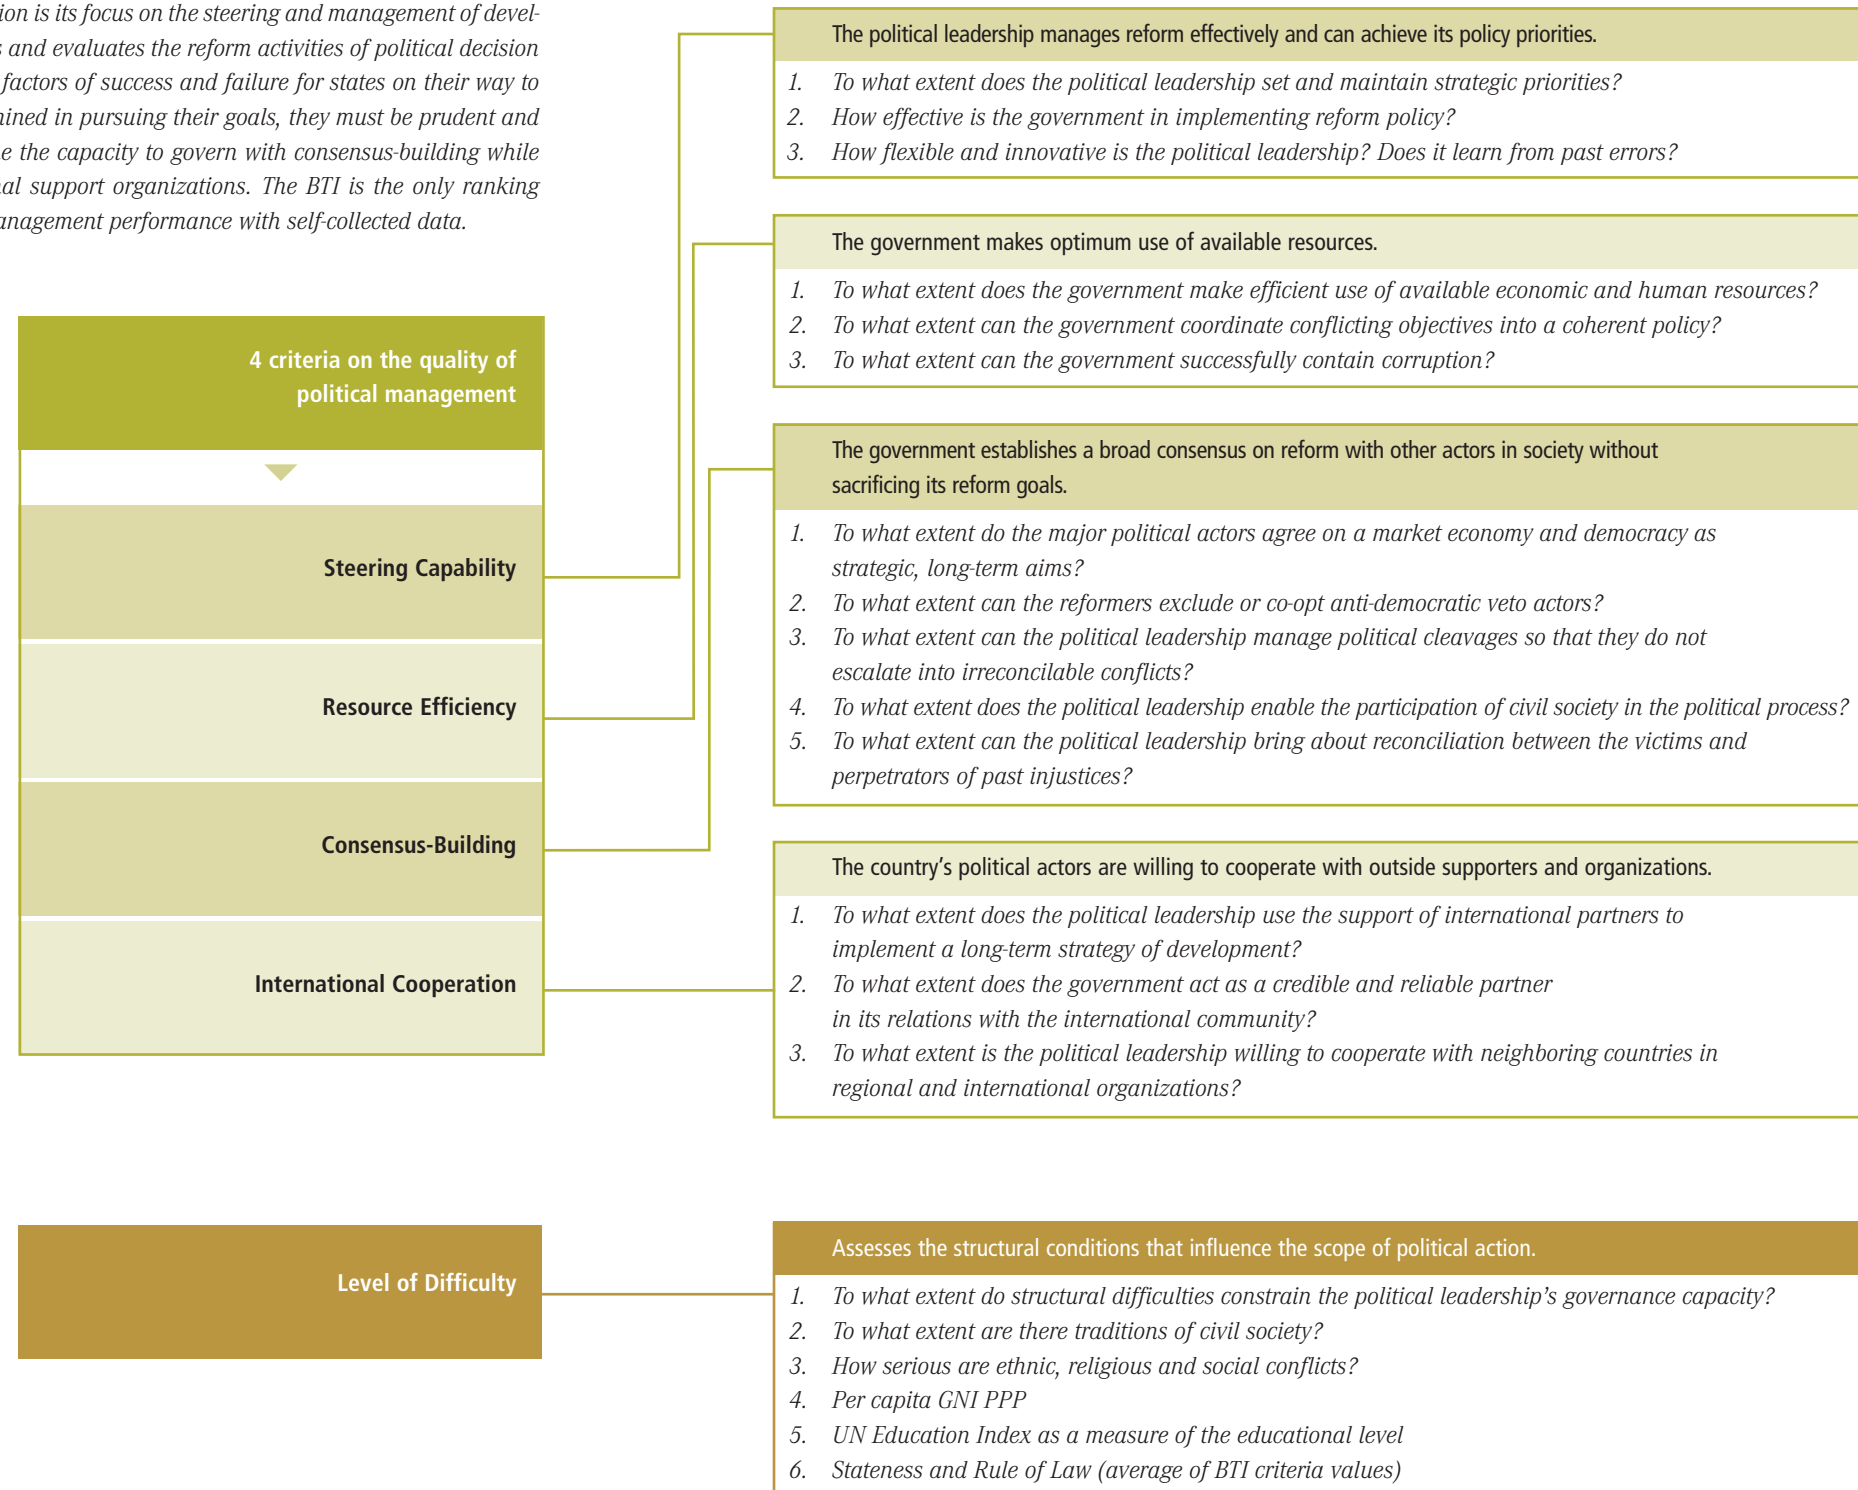 ion is its focus on the steering and management of devel-
s and evaluates the reform activities of political decision
factors of success and failure for states on their way to
nined in pursuing their goals, they must be prudent and
e the capacity to govern with consensus-building while
nal support organizations. The BTI is the only ranking
anagement performance with self-collected data.
4 criteria on the quality of
political management
Steering Capability
Resource Efficiency
Consensus-Building
International Cooperation
Level of Difficulty
The political leadership manages reform effectively and can achieve its policy priorities.
1. To what extent does the political leadership set and maintain strategic priorities?
2. How effective is the government in implementing reform policy?
3. How flexible and innovative is the political leadership? Does it learn from past errors?
The government makes optimum use of available resources.
1. To what extent does the government make efficient use of available economic and human resources?
2. To what extent can the government coordinate conflicting objectives into a coherent policy?
3. To what extent can the government successfully contain corruption?
The government establishes a broad consensus on reform with other actors in society without
sacrificing its reform goals.
1. To what extent do the major political actors agree on a market economy and democracy as
strategic, long-term aims?
2. To what extent can the reformers exclude or co-opt anti-democratic veto actors?
3. To what extent can the political leadership manage political cleavages so that they do not
escalate into irreconcilable conflicts?
4. To what extent does the political leadership enable the participation of civil society in the political process?
5. To what extent can the political leadership bring about reconciliation between the victims and
perpetrators of past injustices?
The country's political actors are willing to cooperate with outside supporters and organizations.
1. To what extent does the political leadership use the support of international partners to
implement a long-term strategy of development?
2. To what extent does the government act as a credible and reliable partner
in its relations with the international community?
3. To what extent is the political leadership willing to cooperate with neighboring countries in
regional and international organizations?
Assesses the structural conditions that influence the scope of political action.
1. To what extent do structural difficulties constrain the political leadership's governance capacity?
2. To what extent are there traditions of civil society?
3. How serious are ethnic, religious and social conflicts?
4. Per capita GNI PPP
5. UN Education Index as a measure of the educational level
6. Stateness and Rule of Law (average of BTI criteria values)